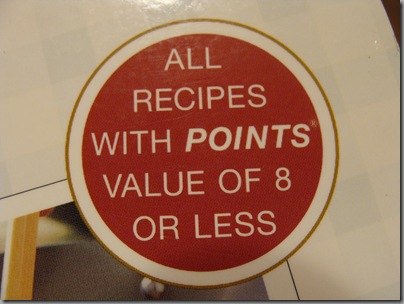 ALL
RECIPES
WITH POINTS®
VALUE OF 8
OR LESS